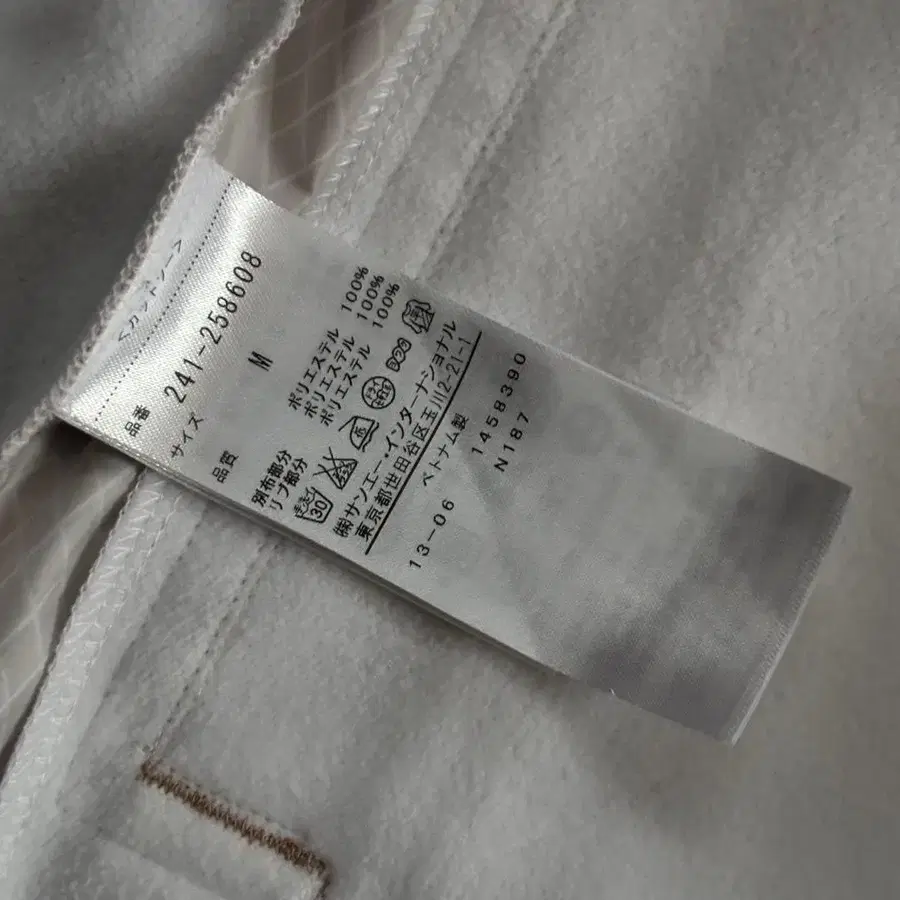 <カットソー>
品番 241-258608
サイズ M
品質 ポリエステル 100%
別布部分 ポリエステル 100%
リブ部分 ポリエステル 100%
手洗イ 30
㈱サンエー・インターナショナル
東京都世田谷区玉川2-21-1
ベトナム製
13-06 1458390
N187